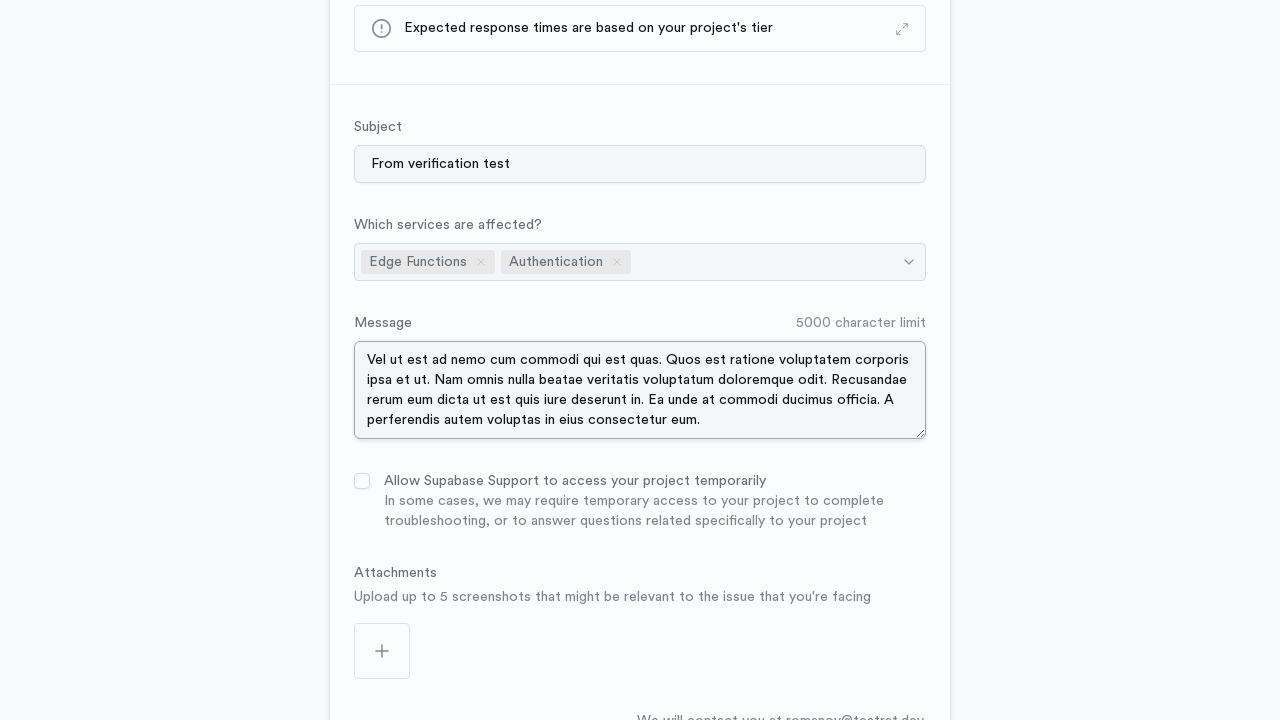 Expected response times are based on your project's tier
Subject
From verification test
Which services are affected?
Edge Functions
Authentication
Message
5000 character limit
Vel ut est ad nemo cum commodi qui est quas. Quos est ratione voluptatem corporis
ipsa et ut. Nam omnis nulla beatae veritatis voluptatum doloremque odit. Recusandae
rerum eum dicta ut est quis iure deserunt in. Ea unde at commodi ducimus officia. A
perferendis autem voluptas in eius consectetur eum.
Allow Supabase Support to access your project temporarily
In some cases, we may require temporary access to your project to complete
troubleshooting, or to answer questions related specifically to your project
Attachments
Upload up to 5 screenshots that might be relevant to the issue that you're facing
We will contact you at